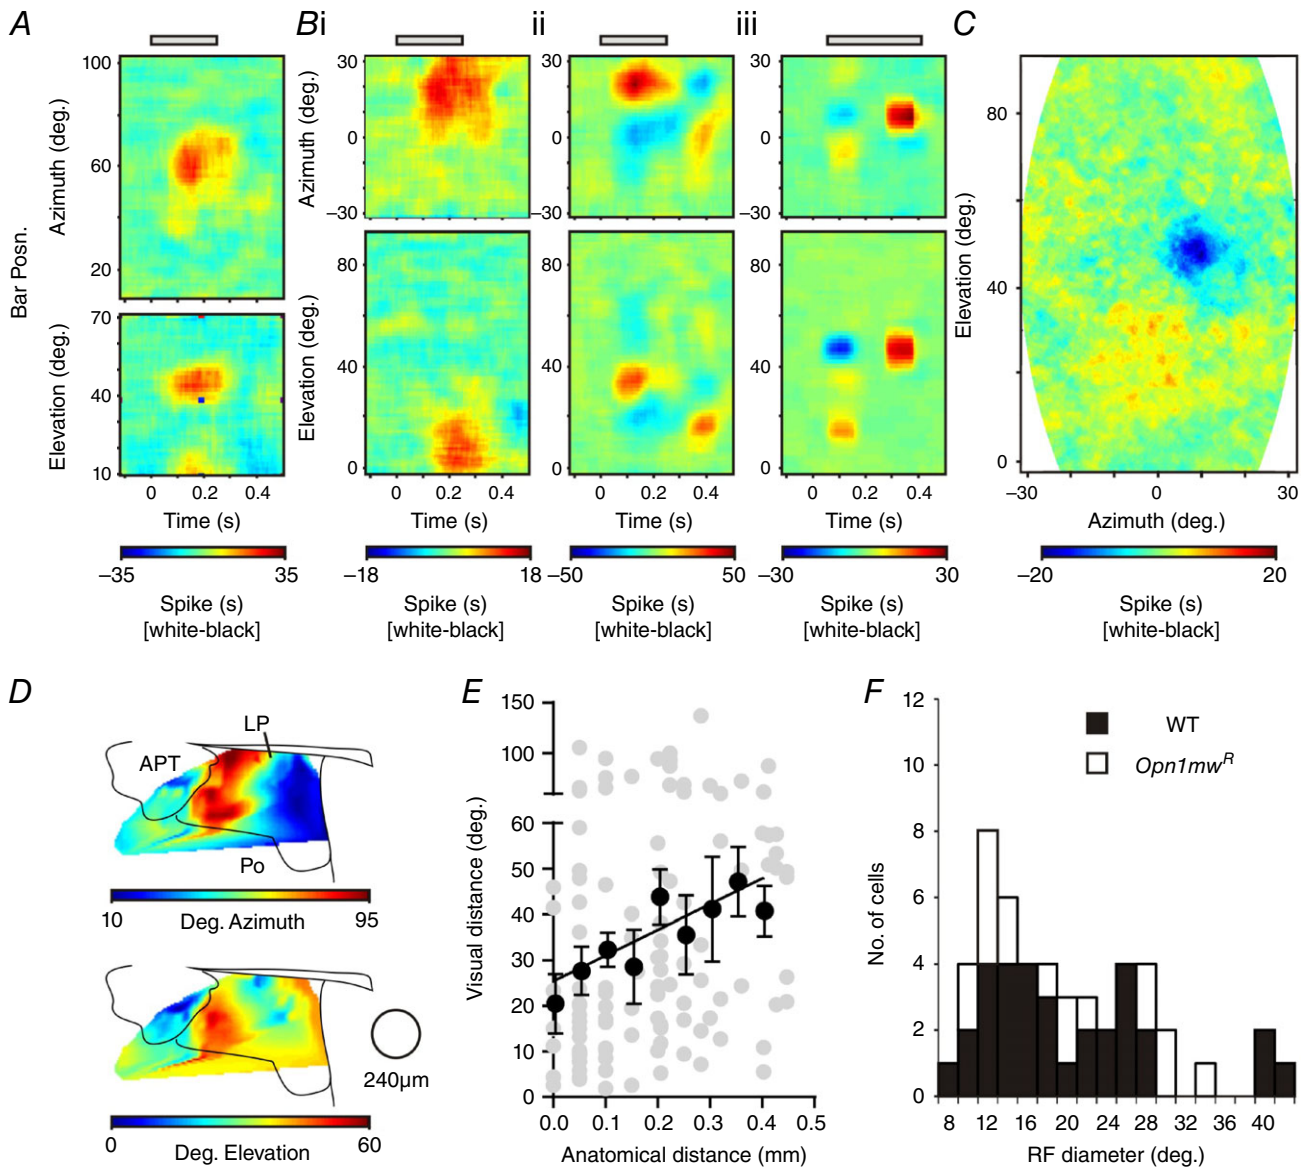 A
Bi
ii
iii
C
Bar Posn.
Azimuth (deg.)
100
60
20
Elevation (deg.)
70
40
10
0 0.2 0.4
Time (s)
–35 35
Spike (s)
[white-black]
Azimuth (deg.)
30
0
–30
Elevation (deg.)
80
40
0
0 0.2 0.4
Time (s)
–18 18
Spike (s)
[white-black]
30
0
–30
80
40
0
0 0.2 0.4
Time (s)
–50 50
Spike (s)
[white-black]
30
0
–30
80
40
0
0 0.2 0.4
Time (s)
–30 30
Spike (s)
[white-black]
Elevation (deg.)
80
40
0
–30 0 30
Azimuth (deg.)
–20 20
Spike (s)
[white-black]
D
LP
APT
Po
10 95
Deg. Azimuth
240µm
0 60
Deg. Elevation
E
Visual distance (deg.)
150
100
60
50
40
30
20
10
0
0.0 0.1 0.2 0.3 0.4 0.5
Anatomical distance (mm)
F
No. of cells
12
10
8
6
4
2
0
WT
Opn1mwᴿ
8 12 16 20 24 28 32 36 40
RF diameter (deg.)